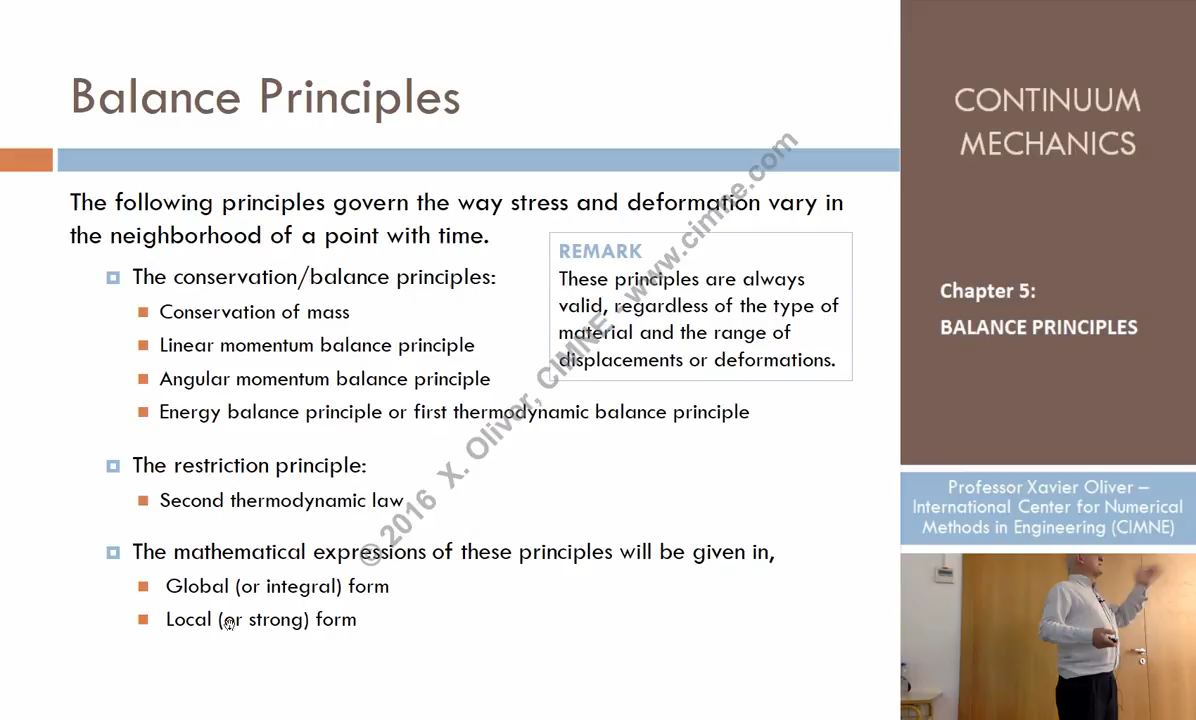 Balance Principles
The following principles govern the way stress and deformation vary in
the neighborhood of a point with time.
The conservation/balance principles:
Conservation of mass
Linear momentum balance principle
Angular momentum balance principle
Energy balance principle or first thermodynamic balance principle
REMARK
These principles are always
valid, regardless of the type of
material and the range of
displacements or deformations.
The restriction principle:
Second thermodynamic law
The mathematical expressions of these principles will be given in,
Global (or integral) form
Local (or strong) form
© 2016 X. Oliver, CIMNE - www.cimne.com
CONTINUUM
MECHANICS
Chapter 5:
BALANCE PRINCIPLES
Professor Xavier Oliver –
International Center for Numerical
Methods in Engineering (CIMNE)